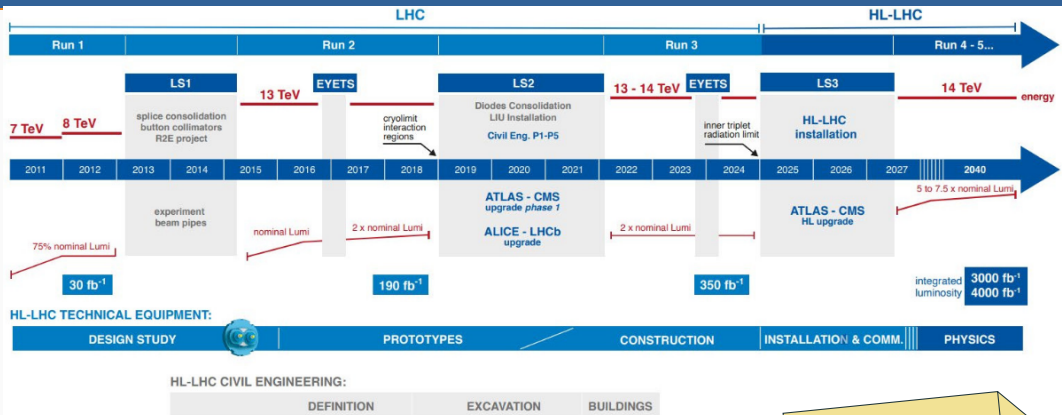 LHC
HL-LHC
Run 1
Run 2
Run 3
Run 4 - 5...
LS1
EYETS
LS2
EYETS
LS3
7 TeV
8 TeV
13 TeV
13 - 14 TeV
14 TeV
energy
splice consolidation
button collimators
R2E project
cryolimit
interaction
regions
Diodes Consolidation
LIU Installation
Civil Eng. P1-P5
inner triplet
radiation limit
HL-LHC
installation
2011 2012 2013 2014 2015 2016 2017 2018 2019 2020 2021 2022 2023 2024 2025 2026 2027 2040
5 to 7.5 x nominal Lumi
experiment
beam pipes
ATLAS - CMS
upgrade phase 1
ALICE - LHCb
upgrade
ATLAS - CMS
HL upgrade
75% nominal Lumi
nominal Lumi
2 x nominal Lumi
2 x nominal Lumi
30 fb⁻¹
190 fb⁻¹
350 fb⁻¹
integrated
luminosity
3000 fb⁻¹
4000 fb⁻¹
HL-LHC TECHNICAL EQUIPMENT:
DESIGN STUDY
PROTOTYPES
CONSTRUCTION
INSTALLATION & COMM.
PHYSICS
HL-LHC CIVIL ENGINEERING:
DEFINITION
EXCAVATION
BUILDINGS